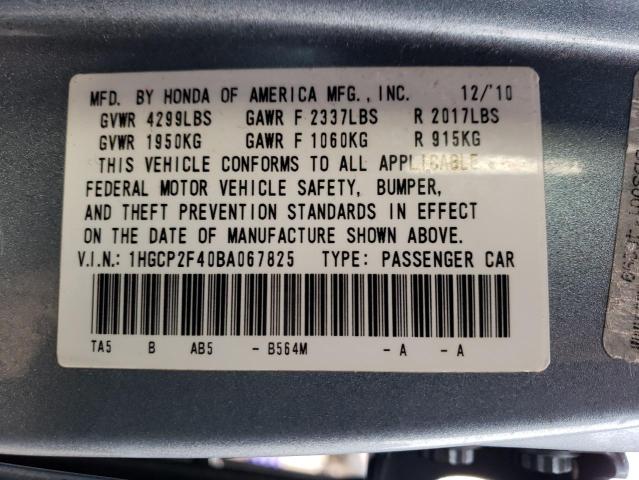 MFD. BY HONDA OF AMERICA MFG., INC. 12/'10
GVWR 4299LBS GAWR F 2337LBS R 2017LBS
GVWR 1950KG GAWR F 1060KG R 915KG
THIS VEHICLE CONFORMS TO ALL APPLICABLE
FEDERAL MOTOR VEHICLE SAFETY, BUMPER,
AND THEFT PREVENTION STANDARDS IN EFFECT
ON THE DATE OF MANUFACTURE SHOWN ABOVE.
V.I.N.: 1HGCP2F40BA067825 TYPE: PASSENGER CAR
TA5 B AB5 - B564M - A - A